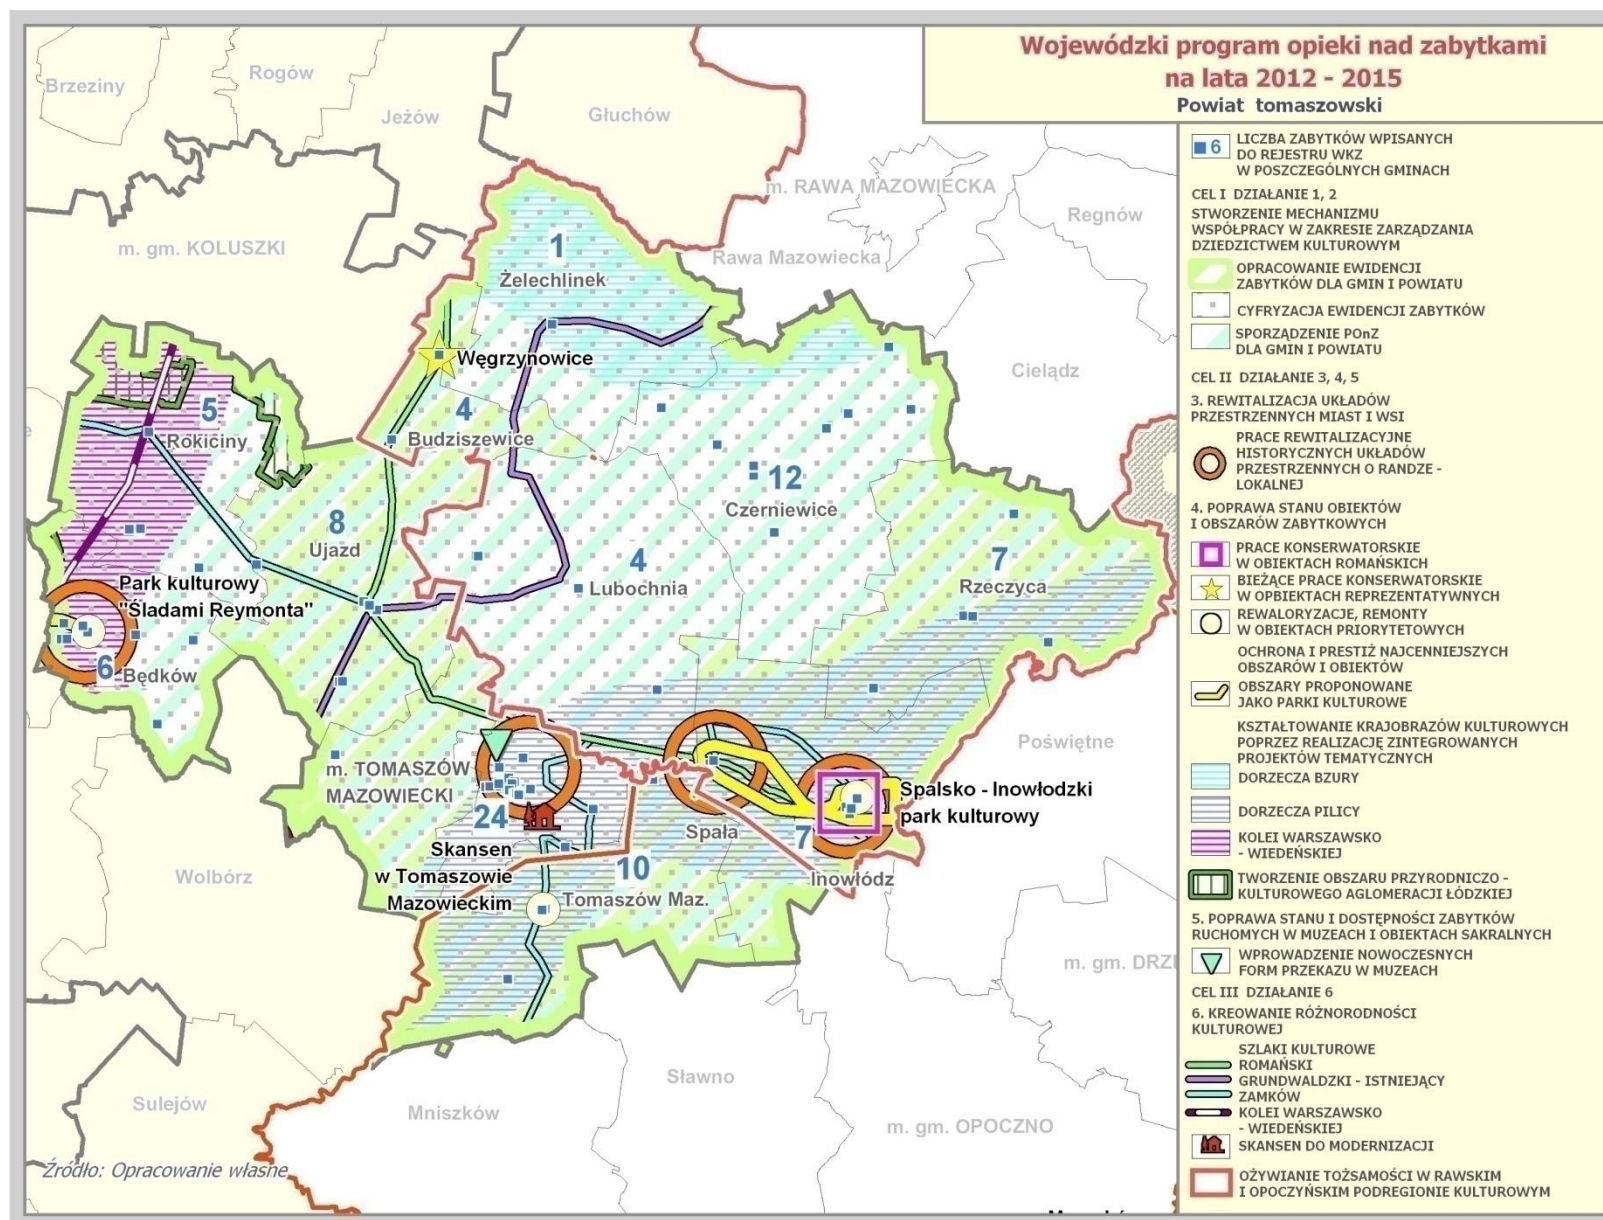 Wojewódzki program opieki nad zabytkami
na lata 2012 - 2015
Powiat tomaszowski
Brzeziny
Rogów
Jeżów
Głuchów
m. RAWA MAZOWIECKA
Regnów
m. gm. KOLUSZKI
Rawa Mazowiecka
1
Żelechlinek
Węgrzynowice
Cielądz
5
4
Rokiciny
Budziszewice
12
Czerniewice
8
Ujazd
4
7
Lubochnia
Rzeczyca
Park kulturowy
"Śladami Reymonta"
6
Będków
Poświętne
m. TOMASZÓW
MAZOWIECKI
Spalsko - Inowłodzki
park kulturowy
24
Spała
7
Skansen
w Tomaszowie
Mazowieckim
10
Inowłódz
Wolbórz
Tomaszów Maz.
m. gm. DRZ
Sławno
Sulejów
Mniszków
m. gm. OPOCZNO
Źródło: Opracowanie własne
6
LICZBA ZABYTKÓW WPISANYCH
DO REJESTRU WKZ
W POSZCZEGÓLNYCH GMINACH
CEL I DZIAŁANIE 1, 2
STWORZENIE MECHANIZMU
WSPÓŁPRACY W ZAKRESIE ZARZĄDZANIA
DZIEDZICTWEM KULTUROWYM
OPRACOWANIE EWIDENCJI
ZABYTKÓW DLA GMIN I POWIATU
CYFRYZACJA EWIDENCJI ZABYTKÓW
SPORZĄDZENIE POnZ
DLA GMIN I POWIATU
CEL II DZIAŁANIE 3, 4, 5
3. REWITALIZACJA UKŁADÓW
PRZESTRZENNYCH MIAST I WSI
PRACE REWITALIZACYJNE
HISTORYCZNYCH UKŁADÓW
PRZESTRZENNYCH O RANDZE -
LOKALNEJ
4. POPRAWA STANU OBIEKTÓW
I OBSZARÓW ZABYTKOWYCH
PRACE KONSERWATORSKIE
W OBIEKTACH ROMAŃSKICH
BIEŻĄCE PRACE KONSERWATORSKIE
W OPBIEKTACH REPREZENTATYWNYCH
REWALORYZACJE, REMONTY
W OBIEKTACH PRIORYTETOWYCH
OCHRONA I PRESTIŻ NAJCENNIEJSZYCH
OBSZARÓW I OBIEKTÓW
OBSZARY PROPONOWANE
JAKO PARKI KULTUROWE
KSZTAŁTOWANIE KRAJOBRAZÓW KULTUROWYCH
POPRZEZ REALIZACJĘ ZINTEGROWANYCH
PROJEKTÓW TEMATYCZNYCH
DORZECZA BZURY
DORZECZA PILICY
KOLEI WARSZAWSKO
- WIEDEŃSKIEJ
TWORZENIE OBSZARU PRZYRODNICZO -
KULTUROWEGO AGLOMERACJI ŁÓDZKIEJ
5. POPRAWA STANU I DOSTĘPNOŚCI ZABYTKÓW
RUCHOMYCH W MUZEACH I OBIEKTACH SAKRALNYCH
WPROWADZENIE NOWOCZESNYCH
FORM PRZEKAZU W MUZEACH
CEL III DZIAŁANIE 6
6. KREOWANIE RÓŻNORODNOŚCI
KULTUROWEJ
SZLAKI KULTUROWE
ROMAŃSKI
GRUNDWALDZKI - ISTNIEJĄCY
ZAMKÓW
KOLEI WARSZAWSKO
- WIEDEŃSKIEJ
SKANSEN DO MODERNIZACJI
OŻYWIANIE TOŻSAMOŚCI W RAWSKIM
I OPOCZYŃSKIM PODREGIONIE KULTUROWYM